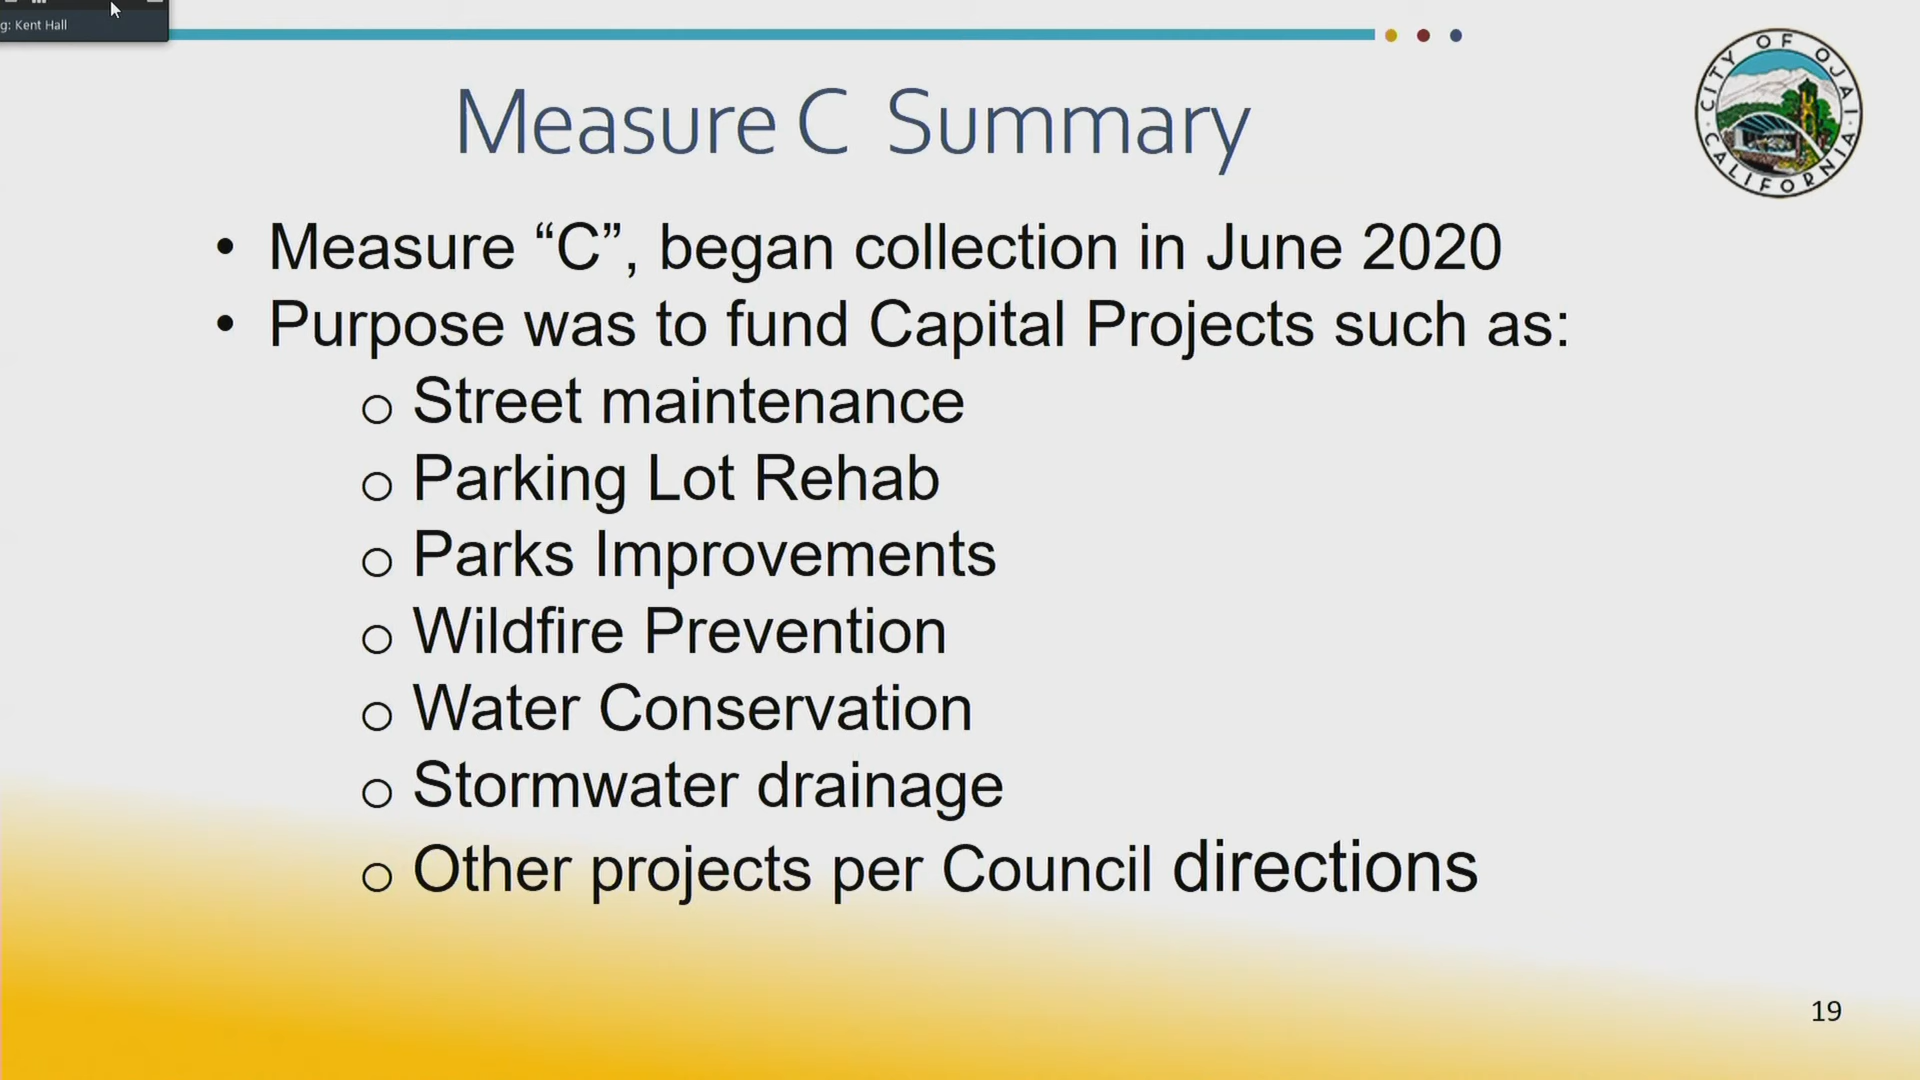 g: Kent Hall
CITY OF OJAI
CALIFORNIA
Measure C Summary
• Measure “C”, began collection in June 2020
• Purpose was to fund Capital Projects such as:
o Street maintenance
o Parking Lot Rehab
o Parks Improvements
o Wildfire Prevention
o Water Conservation
o Stormwater drainage
o Other projects per Council directions
19